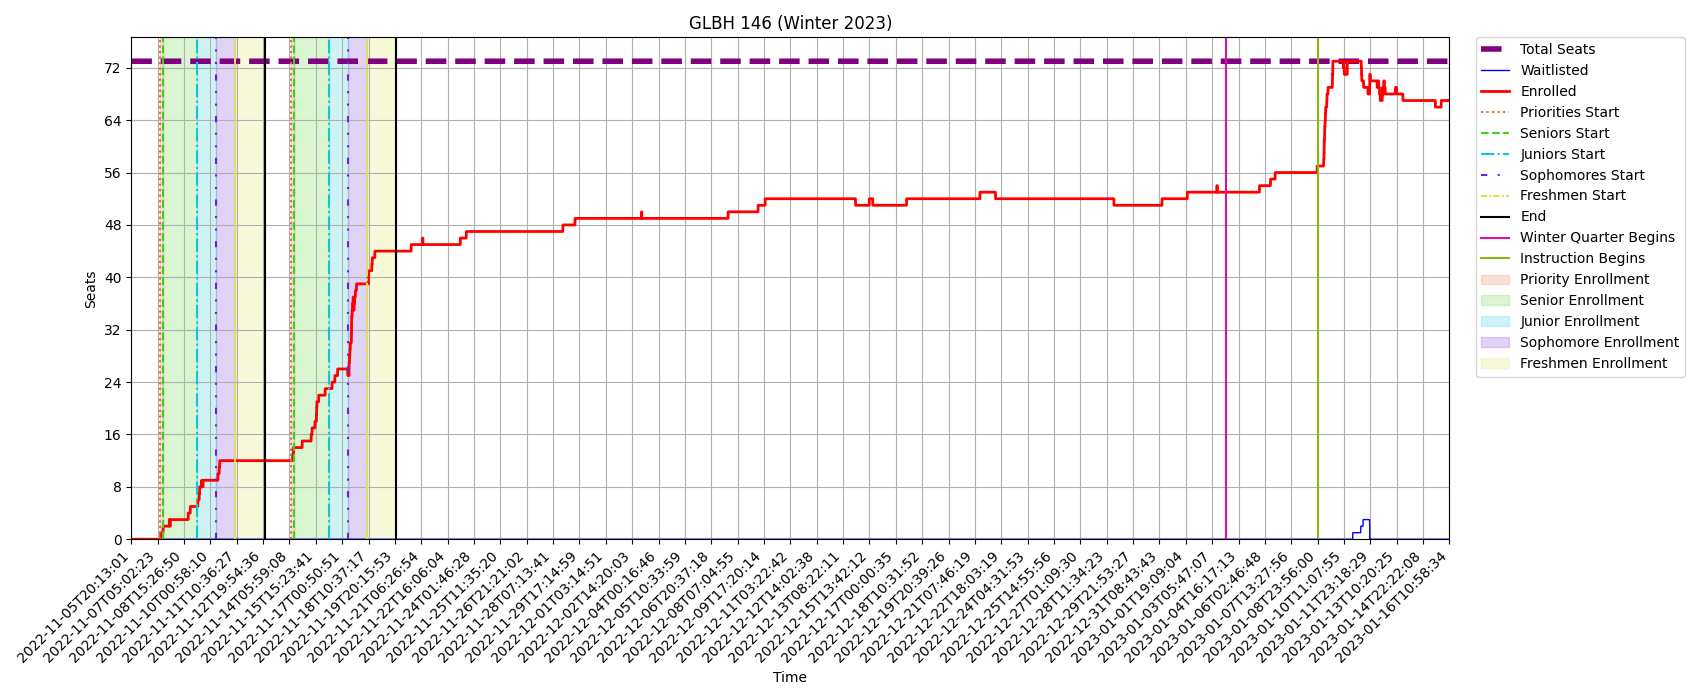 GLBH 146 (Winter 2023)
Total Seats
Waitlisted
Enrolled
Priorities Start
Seniors Start
Juniors Start
Sophomores Start
Freshmen Start
End
Winter Quarter Begins
Instruction Begins
Priority Enrollment
Senior Enrollment
Junior Enrollment
Sophomore Enrollment
Freshmen Enrollment
Seats
72
64
56
48
40
32
24
16
8
0
2022-11-05T20:13:01
2022-11-07T05:02:23
2022-11-08T15:26:50
2022-11-10T00:58:10
2022-11-11T10:36:27
2022-11-12T19:54:36
2022-11-14T05:59:08
2022-11-15T15:23:41
2022-11-17T00:50:51
2022-11-18T10:37:17
2022-11-19T20:15:53
2022-11-21T06:26:54
2022-11-22T16:06:04
2022-11-24T01:46:28
2022-11-25T11:35:20
2022-11-26T21:21:02
2022-11-28T07:13:41
2022-11-29T17:14:59
2022-12-01T03:14:51
2022-12-02T14:20:03
2022-12-04T00:16:46
2022-12-05T10:33:59
2022-12-06T20:37:18
2022-12-08T07:04:55
2022-12-09T17:20:14
2022-12-11T03:22:42
2022-12-12T14:02:38
2022-12-13T08:22:11
2022-12-15T13:42:12
2022-12-17T00:00:35
2022-12-18T10:31:52
2022-12-19T20:39:26
2022-12-21T07:46:19
2022-12-22T18:03:19
2022-12-24T04:31:53
2022-12-25T14:55:56
2022-12-27T01:09:30
2022-12-28T11:34:23
2022-12-29T21:53:27
2022-12-31T08:43:43
2023-01-01T19:09:04
2023-01-03T05:47:07
2023-01-04T16:17:13
2023-01-06T02:46:48
2023-01-07T13:27:56
2023-01-08T23:56:00
2023-01-10T11:07:55
2023-01-11T23:18:29
2023-01-13T10:20:25
2023-01-14T22:22:08
2023-01-16T10:58:34
Time